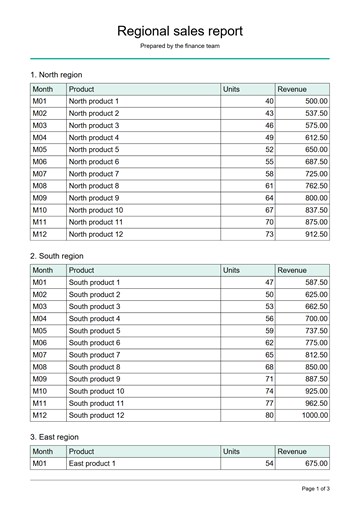 Regional sales report
Prepared by the finance team
1. North region
Month Product Units Revenue
M01 North product 1 40 500.00
M02 North product 2 43 537.50
M03 North product 3 46 575.00
M04 North product 4 49 612.50
M05 North product 5 52 650.00
M06 North product 6 55 687.50
M07 North product 7 58 725.00
M08 North product 8 61 762.50
M09 North product 9 64 800.00
M10 North product 10 67 837.50
M11 North product 11 70 875.00
M12 North product 12 73 912.50
2. South region
Month Product Units Revenue
M01 South product 1 47 587.50
M02 South product 2 50 625.00
M03 South product 3 53 662.50
M04 South product 4 56 700.00
M05 South product 5 59 737.50
M06 South product 6 62 775.00
M07 South product 7 65 812.50
M08 South product 8 68 850.00
M09 South product 9 71 887.50
M10 South product 10 74 925.00
M11 South product 11 77 962.50
M12 South product 12 80 1000.00
3. East region
Month Product Units Revenue
M01 East product 1 54 675.00
Page 1 of 3